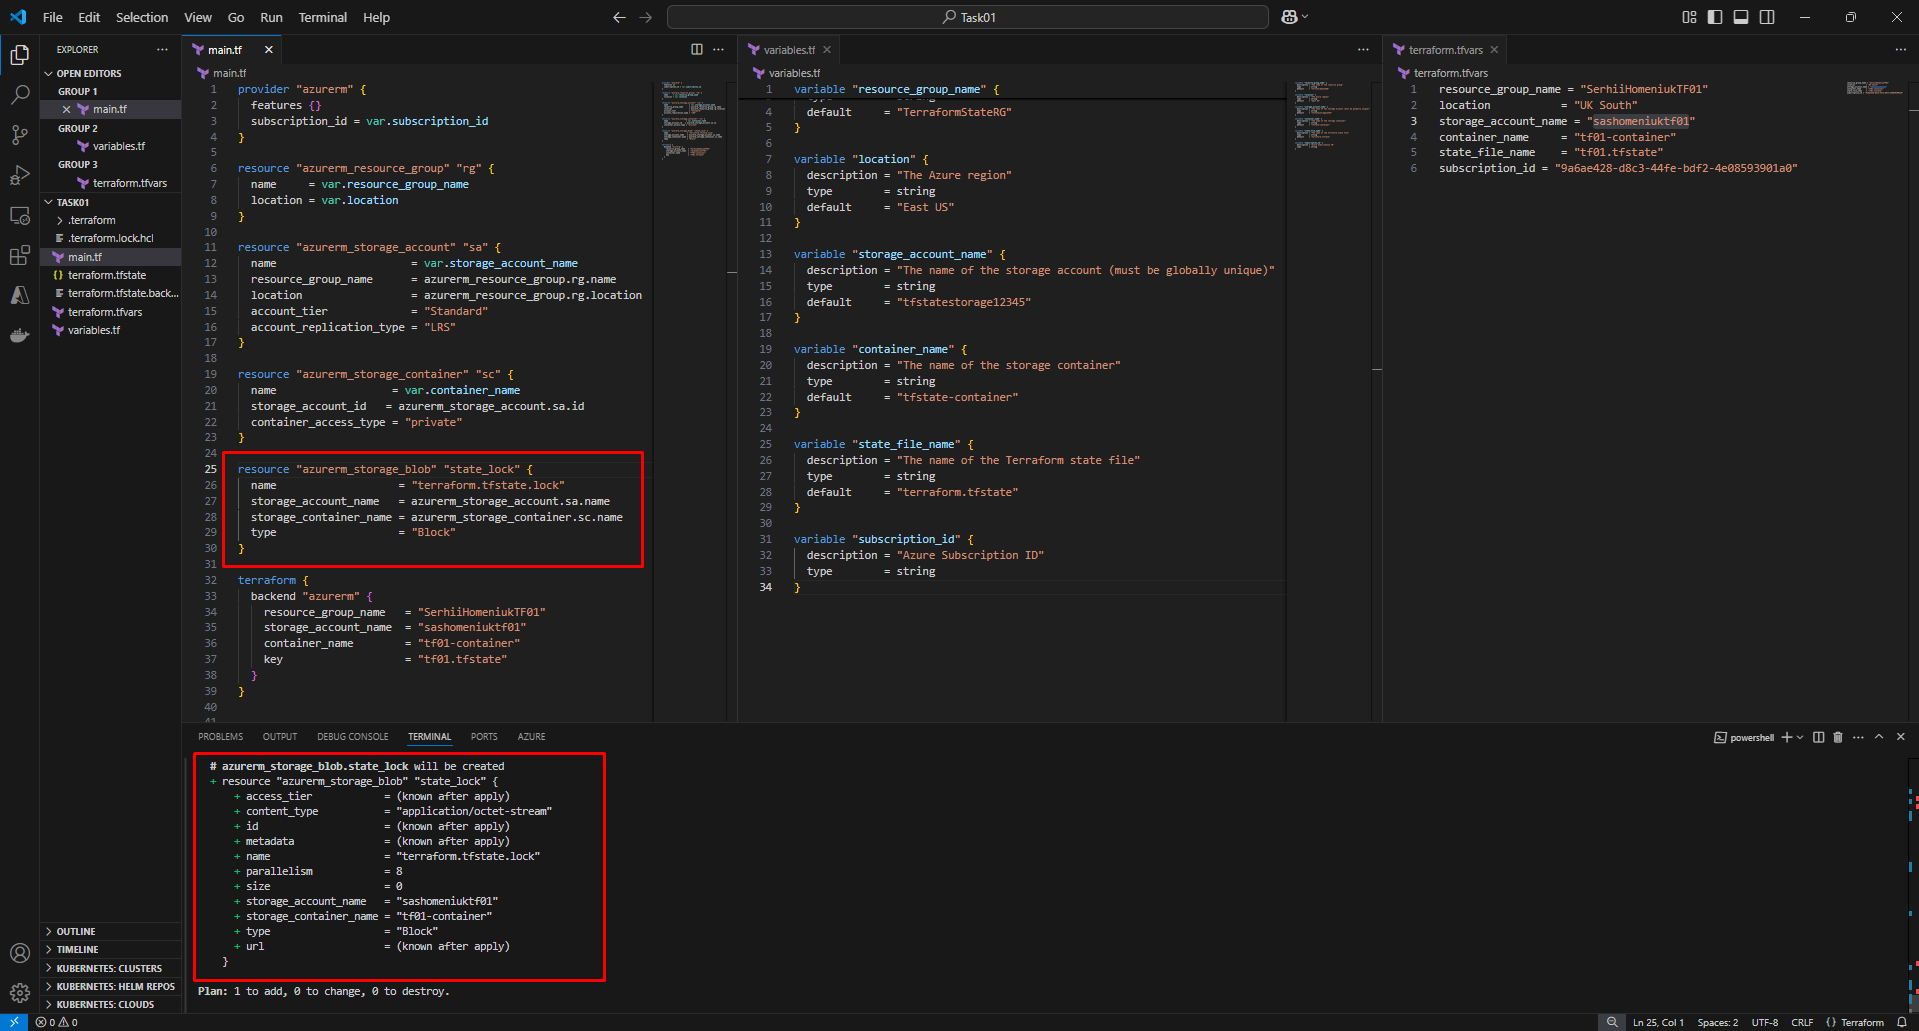 File Edit Selection View Go Run Terminal Help
Task01
EXPLORER
OPEN EDITORS
GROUP 1
main.tf
GROUP 2
variables.tf
GROUP 3
terraform.tfvars
TASK01
.terraform
.terraform.lock.hcl
main.tf
terraform.tfstate
terraform.tfstate.back...
terraform.tfvars
variables.tf
OUTLINE
TIMELINE
KUBERNETES: CLUSTERS
KUBERNETES: HELM REPOS
KUBERNETES: CLOUDS
main.tf
main.tf
1 provider "azurerm" {
2 features {}
3 subscription_id = var.subscription_id
4 }
5
6 resource "azurerm_resource_group" "rg" {
7 name = var.resource_group_name
8 location = var.location
9 }
10
11 resource "azurerm_storage_account" "sa" {
12 name = var.storage_account_name
13 resource_group_name = azurerm_resource_group.rg.name
14 location = azurerm_resource_group.rg.location
15 account_tier = "Standard"
16 account_replication_type = "LRS"
17 }
18
19 resource "azurerm_storage_container" "sc" {
20 name = var.container_name
21 storage_account_id = azurerm_storage_account.sa.id
22 container_access_type = "private"
23 }
24
25 resource "azurerm_storage_blob" "state_lock" {
26 name = "terraform.tfstate.lock"
27 storage_account_name = azurerm_storage_account.sa.name
28 storage_container_name = azurerm_storage_container.sc.name
29 type = "Block"
30 }
31
32 terraform {
33 backend "azurerm" {
34 resource_group_name = "SerhiiHomeniukTF01"
35 storage_account_name = "sashomeniuktf01"
36 container_name = "tf01-container"
37 key = "tf01.tfstate"
38 }
39 }
40
41
variables.tf
variables.tf
1 variable "resource_group_name" {
4 default = "TerraformStateRG"
5 }
6
7 variable "location" {
8 description = "The Azure region"
9 type = string
10 default = "East US"
11 }
12
13 variable "storage_account_name" {
14 description = "The name of the storage account (must be globally unique)"
15 type = string
16 default = "tfstatestorage12345"
17 }
18
19 variable "container_name" {
20 description = "The name of the storage container"
21 type = string
22 default = "tfstate-container"
23 }
24
25 variable "state_file_name" {
26 description = "The name of the Terraform state file"
27 type = string
28 default = "terraform.tfstate"
29 }
30
31 variable "subscription_id" {
32 description = "Azure Subscription ID"
33 type = string
34 }
terraform.tfvars
terraform.tfvars
1 resource_group_name = "SerhiiHomeniukTF01"
2 location = "UK South"
3 storage_account_name = "sashomeniuktf01"
4 container_name = "tf01-container"
5 state_file_name = "tf01.tfstate"
6 subscription_id = "9a6ae428-d8c3-44fe-bdf2-4e08593901a0"
PROBLEMS OUTPUT DEBUG CONSOLE TERMINAL PORTS AZURE
powershell
# azurerm_storage_blob.state_lock will be created
+ resource "azurerm_storage_blob" "state_lock" {
+ access_tier = (known after apply)
+ content_type = "application/octet-stream"
+ id = (known after apply)
+ metadata = (known after apply)
+ name = "terraform.tfstate.lock"
+ parallelism = 8
+ size = 0
+ storage_account_name = "sashomeniuktf01"
+ storage_container_name = "tf01-container"
+ type = "Block"
+ url = (known after apply)
}
Plan: 1 to add, 0 to change, 0 to destroy.
0 0
Ln 25, Col 1 Spaces: 2 UTF-8 CRLF {} Terraform